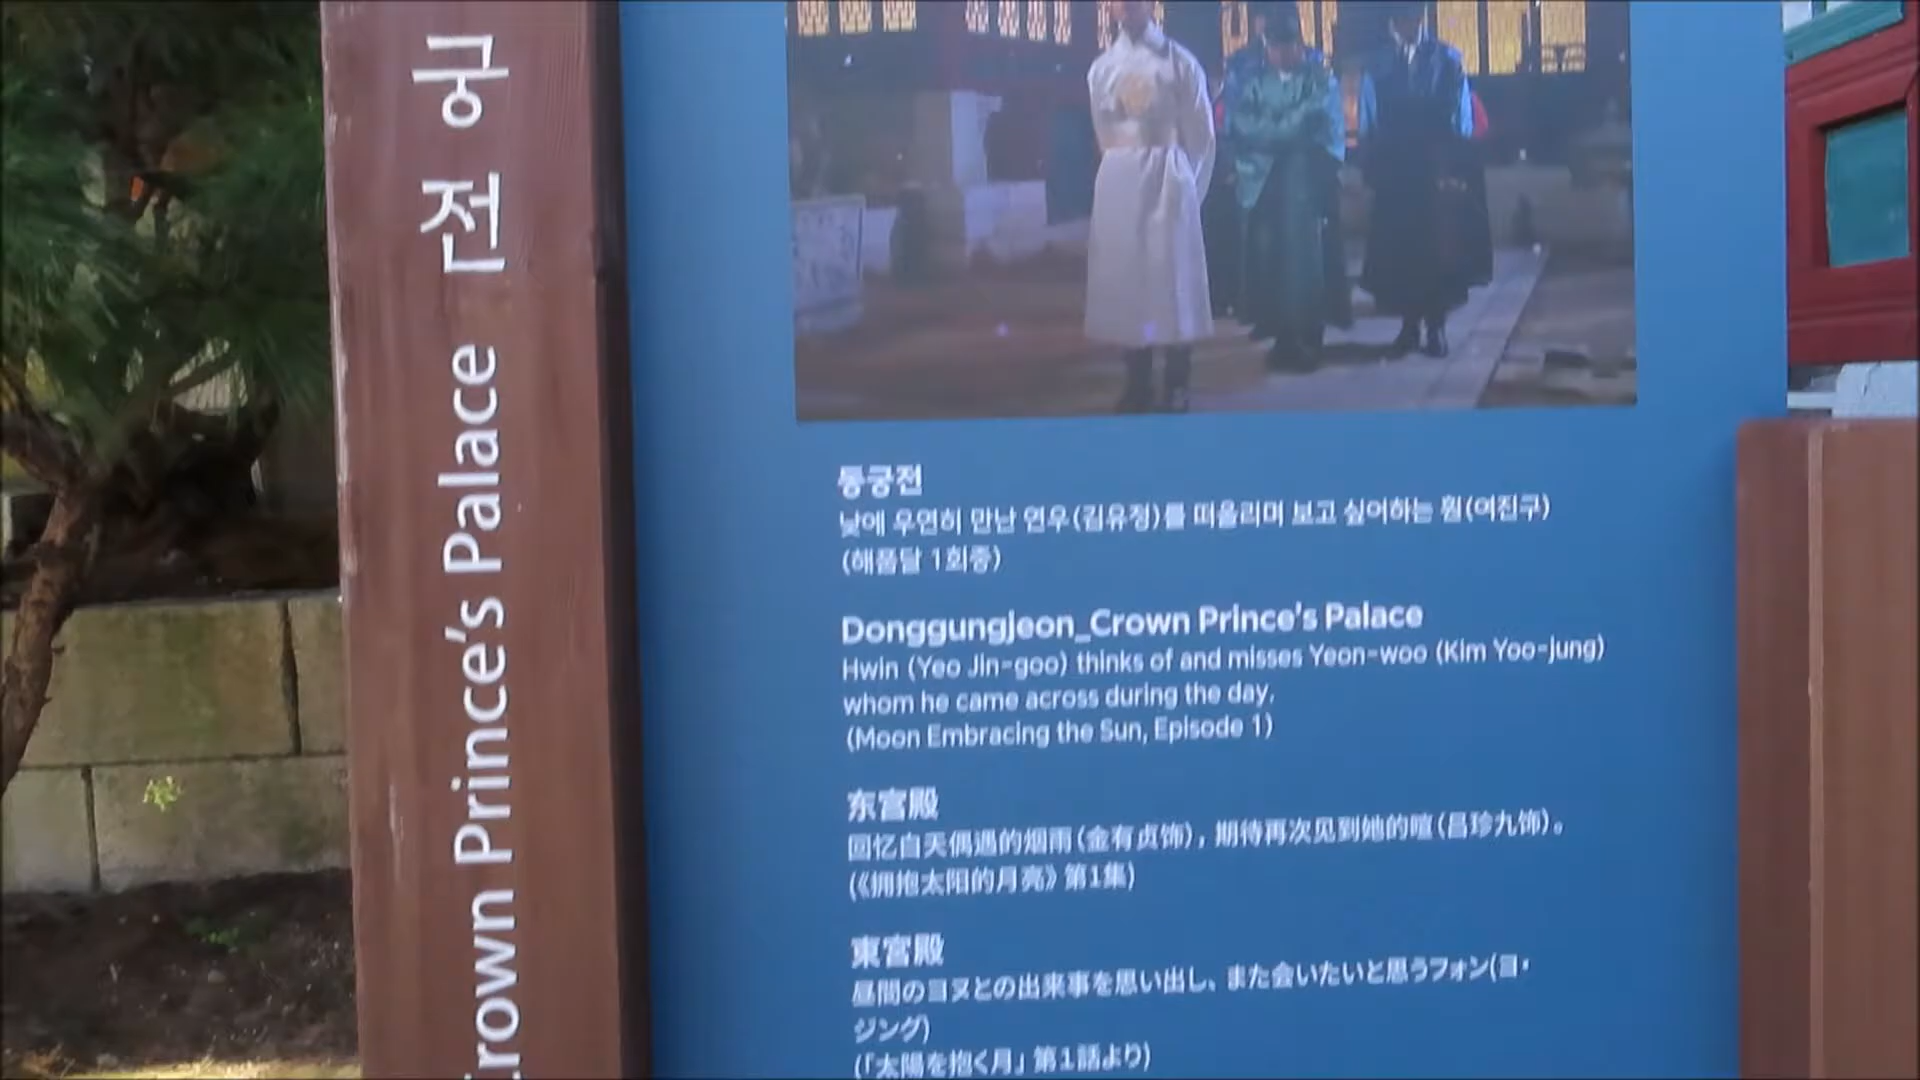 궁전
Crown Prince's Palace
동궁전
낮에 우연히 만난 연우(김유정)를 떠올리며 보고 싶어하는 훤(여진구)
(해품달 1회중)
Donggungjeon_Crown Prince's Palace
Hwin (Yeo Jin-goo) thinks of and misses Yeon-woo (Kim Yoo-jung)
whom he came across during the day.
(Moon Embracing the Sun, Episode 1)
东宫殿
回忆白天偶遇的烟雨(金有贞饰)，期待再次见到她的暄(吕珍九饰)。
(《拥抱太阳的月亮》第1集)
東宮殿
昼間のヨヌとの出来事を思い出し、また会いたいと思うフォン(ヨ・
ジング)
(「太陽を抱く月」第1話より)